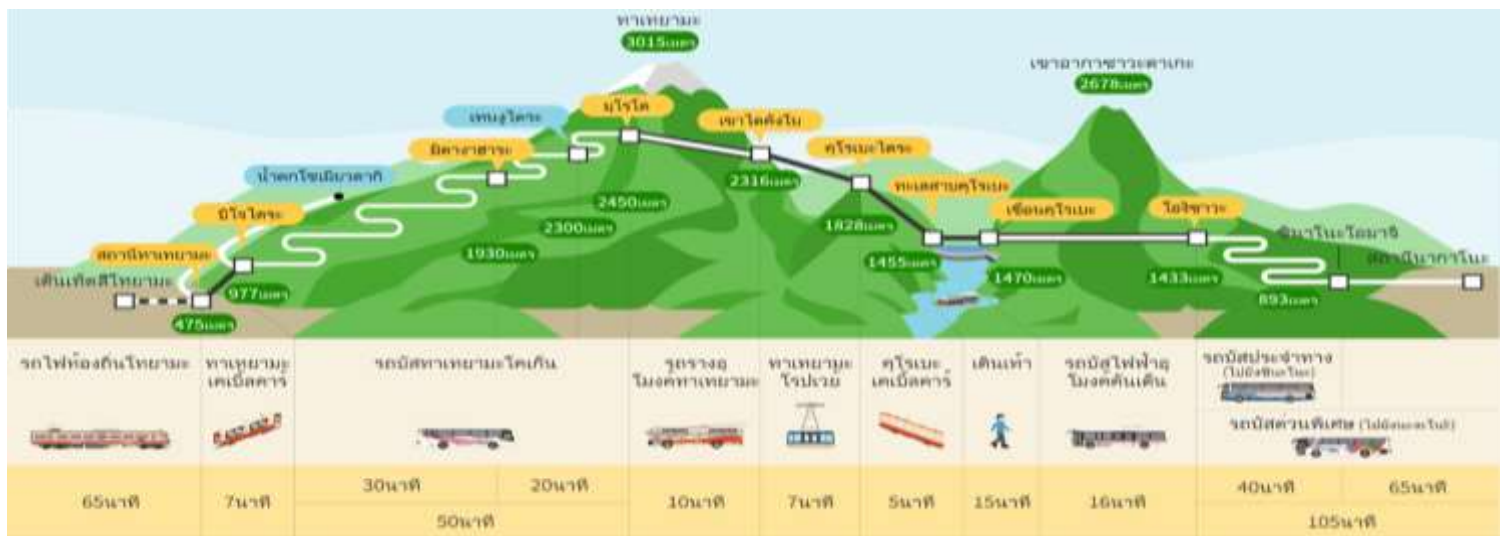 ทาเทยามะ
3015เมตร
เขาอากาซาวะดาเกะ
2678เมตร
เทนงูไดระ
มุโรโด
เขาไดคังโบ
มิดางาฮาระ
คุโรเบะไดระ
น้ำตกโชเมียวดากิ
2316เมตร
ทะเลสาบคุโรเบะ
2450เมตร
บิโจไดระ
1828เมตร
เขื่อนคุโรเบะ
โอกิซาวะ
2300เมตร
ชินาโนะโอมาจิ
สถานีทาเทยามะ
1930เมตร
1455เมตร
สถานีนากาโนะ
เด็นเท็ตสึโทยามะ
977เมตร
1470เมตร
1433เมตร
893เมตร
475เมตร
รถไฟท้องถิ่นโทยามะ
ทาเทยามะ
เคเบิ้ลคาร์
รถบัสทาเทยามะโคเก็น
รถรางอุ
โมงค์ทาเทยามะ
ทาเทยามะ
โรปเวย
คุโรเบะ
เคเบิ้ลคาร์
เดินเท้า
รถบัสไฟฟ้าอุ
โมงค์คันเด็น
รถบัสประจำทาง
รถบัสด่วนพิเศษ
65นาที
7นาที
30นาที
20นาที
50นาที
10นาที
7นาที
5นาที
15นาที
16นาที
40นาที
65นาที
105นาที